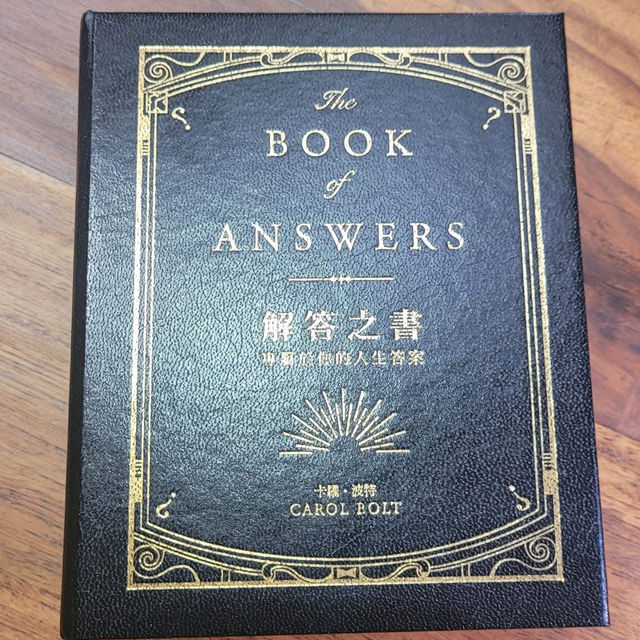 The
BOOK
of
ANSWERS
解答之書
專屬於你的人生答案
卡蘿·波特
CAROL BOLT